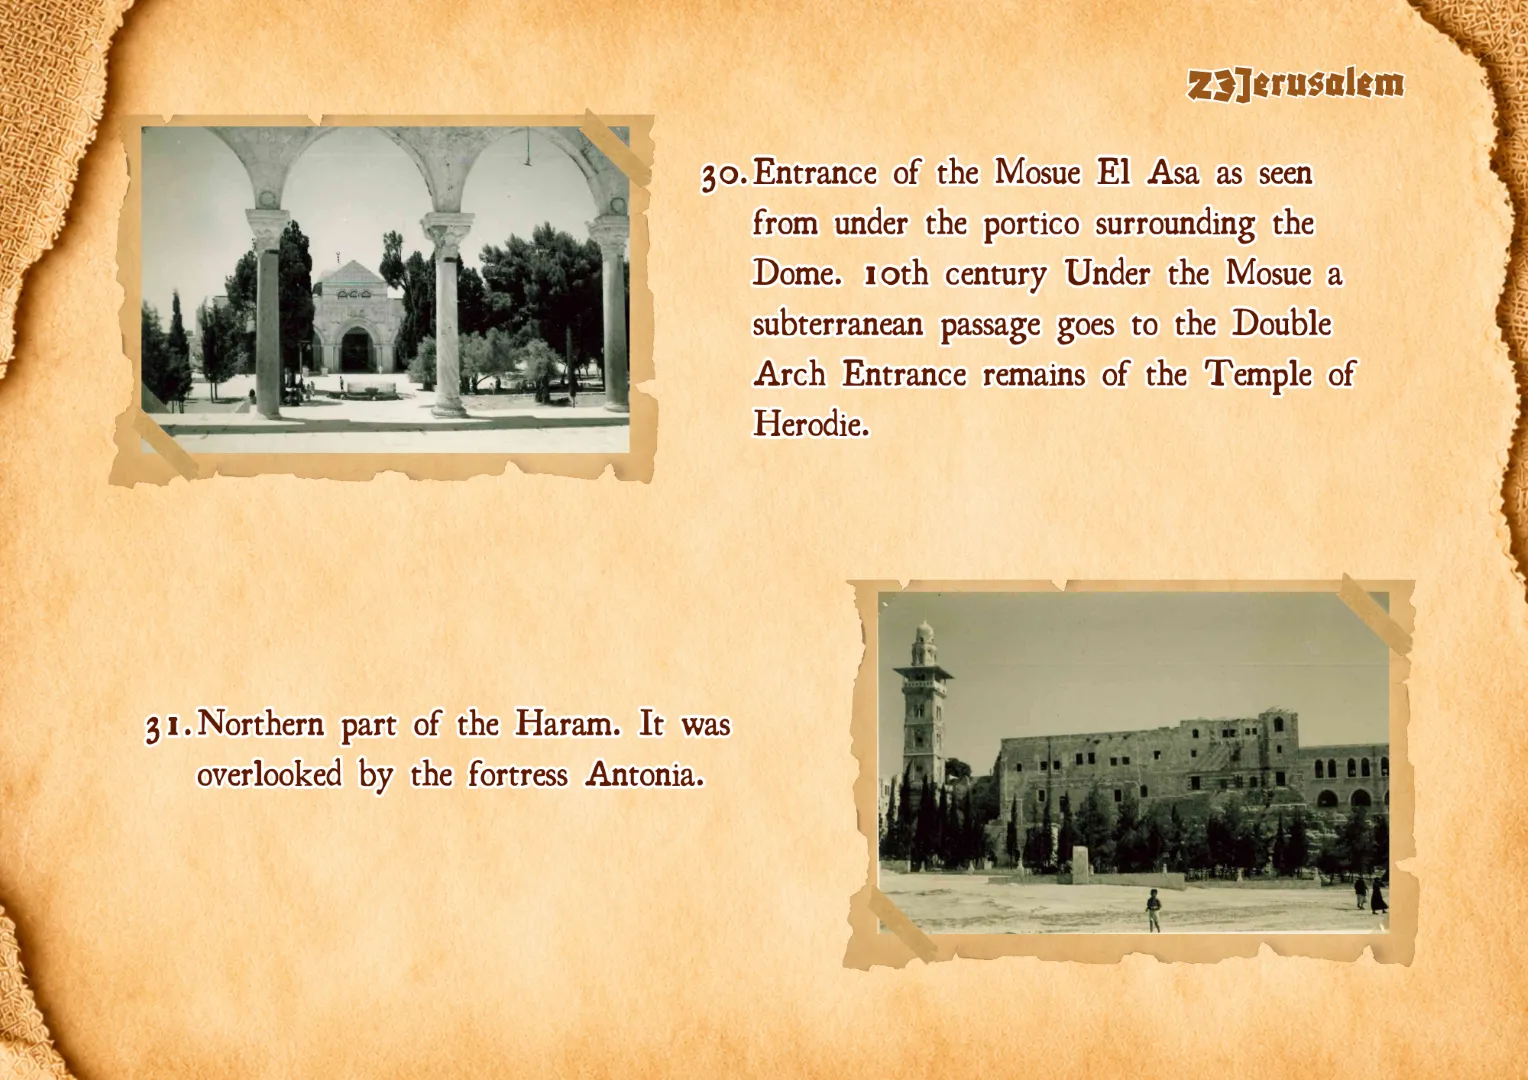 23Jerusalem
30. Entrance of the Mosue El Asa as seen
from under the portico surrounding the
Dome. 10th century Under the Mosue a
subterranean passage goes to the Double
Arch Entrance remains of the Temple of
Herodie.
31. Northern part of the Haram. It was
overlooked by the fortress Antonia.